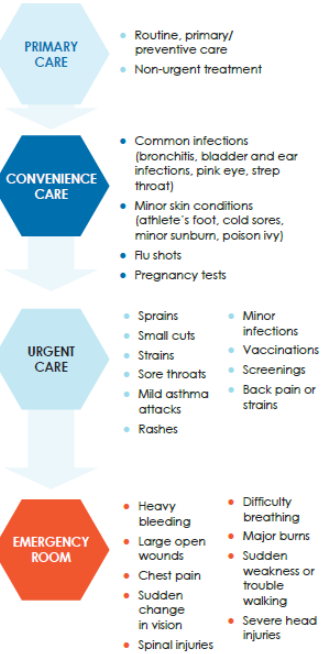 PRIMARY
CARE
Routine, primary/
preventive care
Non-urgent treatment
CONVENIENCE
CARE
Common infections
(bronchitis, bladder and ear
infections, pink eye, strep
throat)
Minor skin conditions
(athlete's foot, cold sores,
minor sunburn, poison ivy)
Flu shots
Pregnancy tests
URGENT
CARE
Sprains
Small cuts
Strains
Sore throats
Mild asthma
attacks
Rashes
Minor
infections
Vaccinations
Screenings
Back pain or
strains
EMERGENCY
ROOM
Heavy
bleeding
Large open
wounds
Chest pain
Sudden
change
in vision
Spinal injuries
Difficulty
breathing
Major burns
Sudden
weakness or
trouble
walking
Severe head
injuries